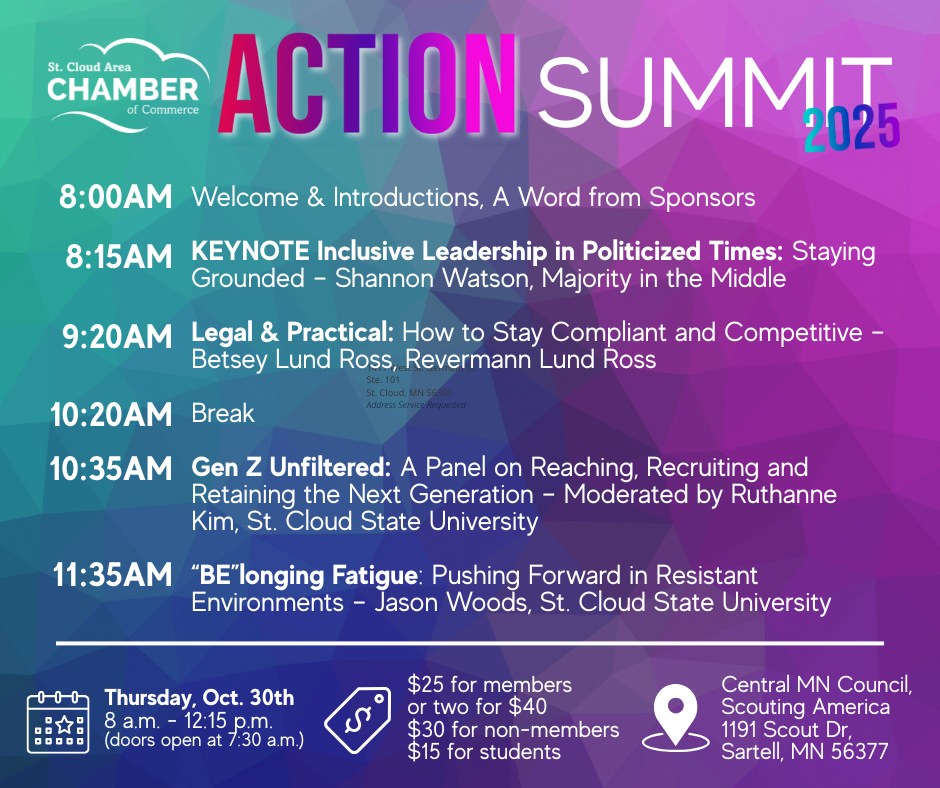 St. Cloud Area
CHAMBER
of Commerce
ACTION SUMMIT
2025
8:00AM Welcome & Introductions, A Word from Sponsors
8:15AM KEYNOTE Inclusive Leadership in Politicized Times: Staying
Grounded – Shannon Watson, Majority in the Middle
9:20AM Legal & Practical: How to Stay Compliant and Competitive –
Betsey Lund Ross, Revermann Lund Ross
Ste. 101
St. Cloud, MN
Address Service Requested
10:20AM Break
10:35AM Gen Z Unfiltered: A Panel on Reaching, Recruiting and
Retaining the Next Generation – Moderated by Ruthanne
Kim, St. Cloud State University
11:35AM “BE”longing Fatigue: Pushing Forward in Resistant
Environments – Jason Woods, St. Cloud State University
Thursday, Oct. 30th
8 a.m. - 12:15 p.m.
(doors open at 7:30 a.m.)
$
$25 for members
or two for $40
$30 for non-members
$15 for students
Central MN Council,
Scouting America
1191 Scout Dr,
Sartell, MN 56377